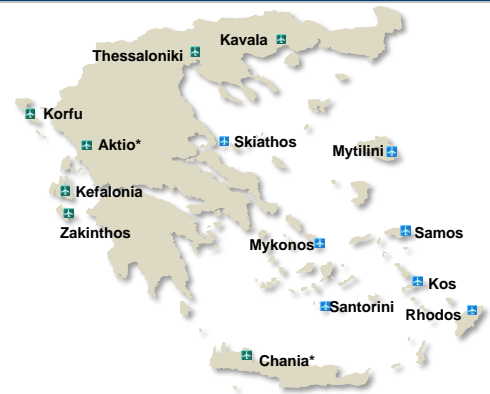 Kavala
Thessaloniki
Korfu
Aktio*
Skiathos
Mytilini
Kefalonia
Zakinthos
Samos
Mykonos
Kos
Santorini
Rhodos
Chania*